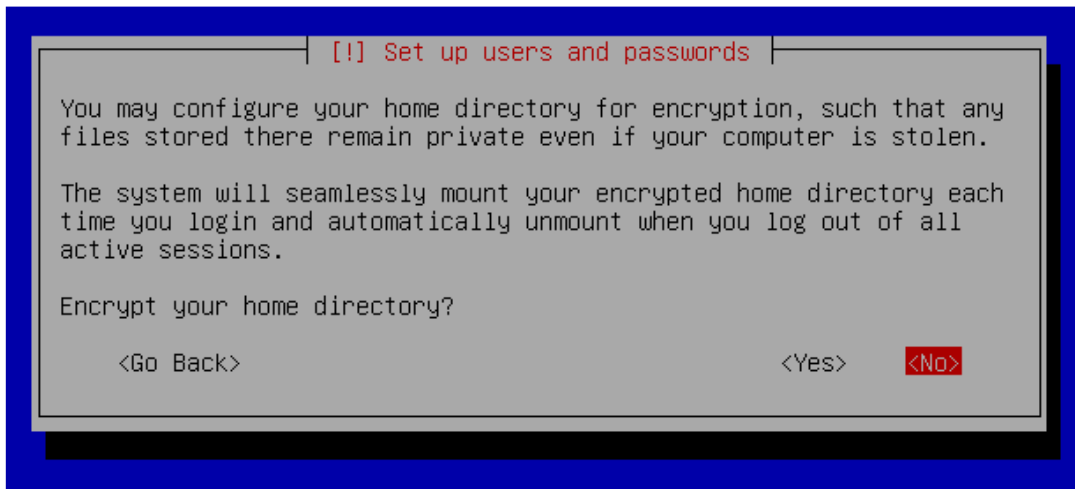 [!] Set up users and passwords
You may configure your home directory for encryption, such that any
files stored there remain private even if your computer is stolen.
The system will seamlessly mount your encrypted home directory each
time you login and automatically unmount when you log out of all
active sessions.
Encrypt your home directory?
<Go Back> <Yes> <No>